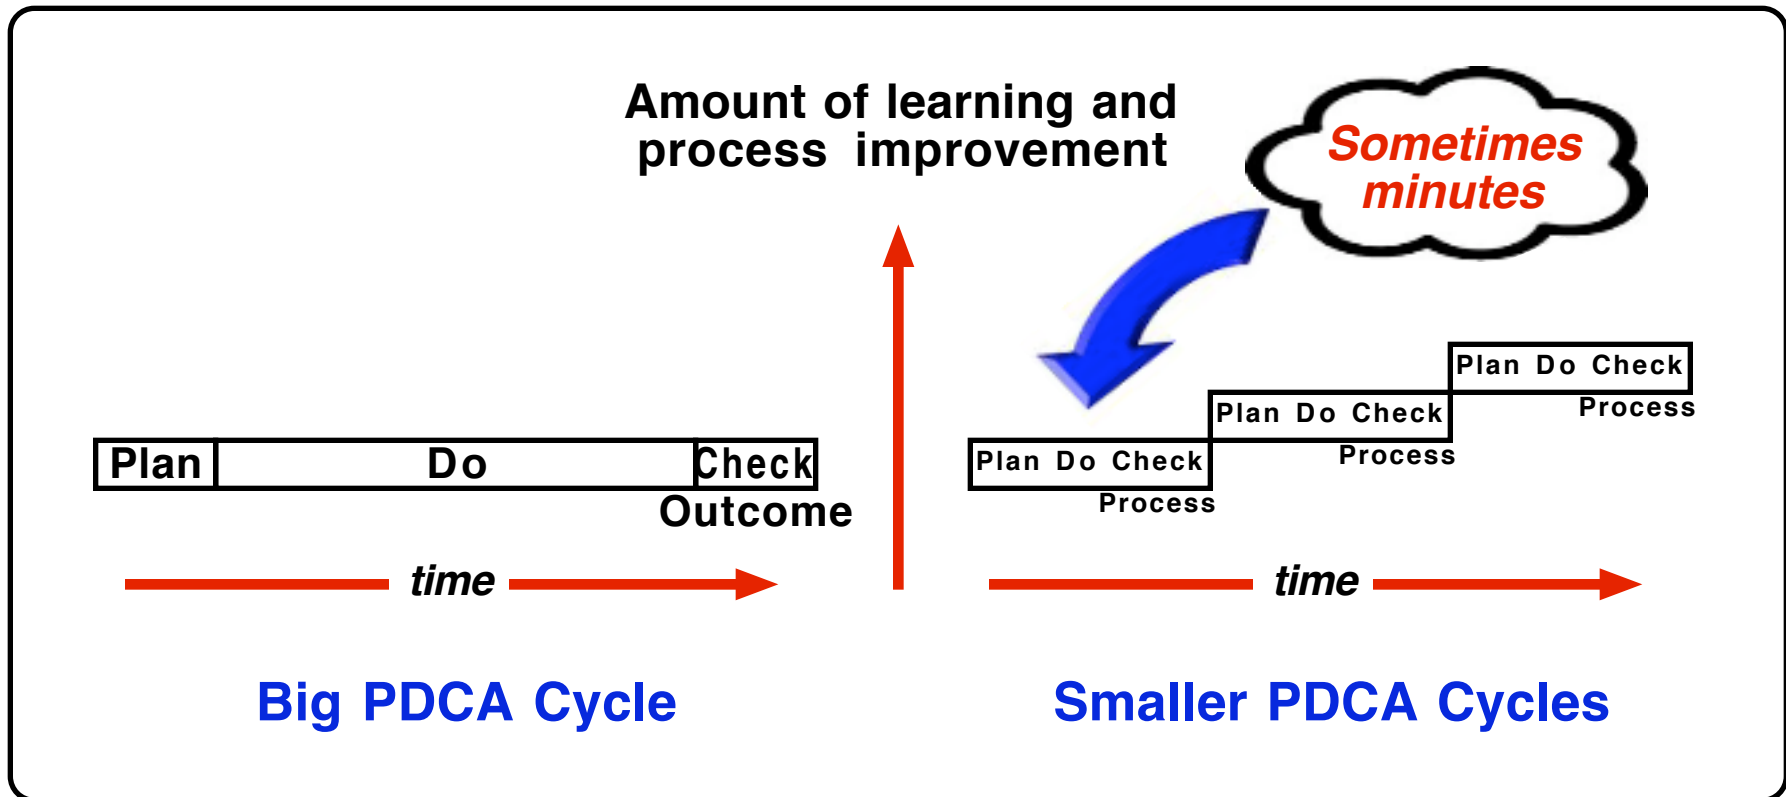 Amount of learning and
process improvement
Sometimes
minutes
Plan Do Check
Outcome
time
Big PDCA Cycle
Plan Do Check
Process
Plan Do Check
Process
Plan Do Check
Process
time
Smaller PDCA Cycles